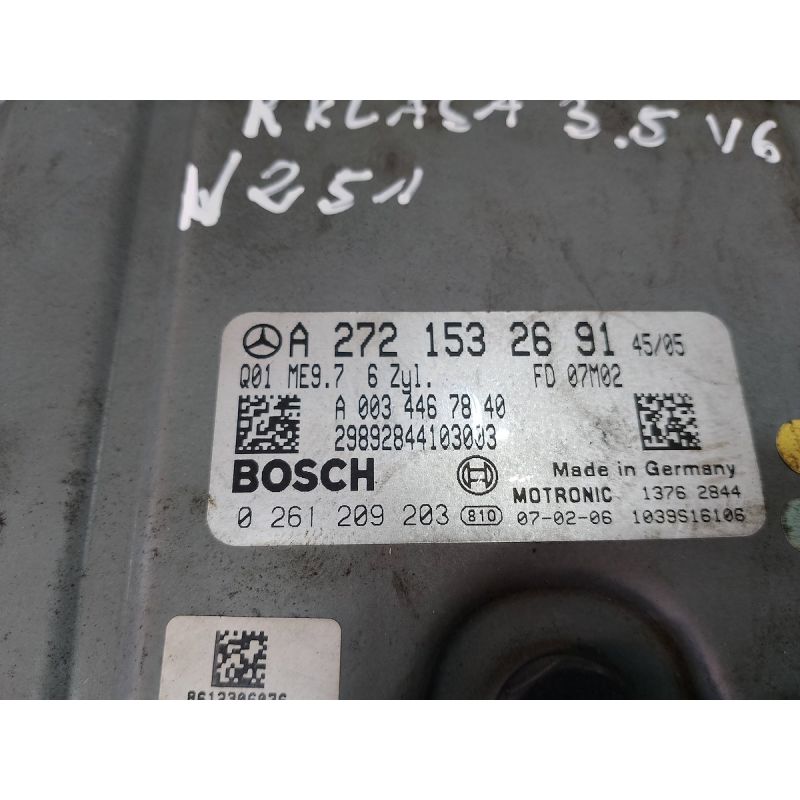 R KLASA 3.5 V6
W251
A 272 153 26 91 45/05
Q01 ME9.7 6 Zyl. FD 07M02
A 003 446 78 40
29892844103003
BOSCH Made in Germany
MOTRONIC 1376 2844
0 261 209 203 810 07-02-06 1039S16106